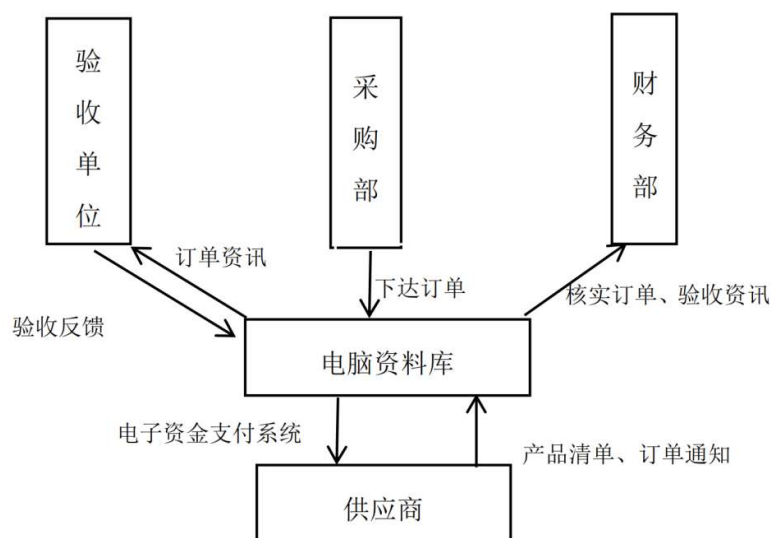 验收单位
采购部
财务部
订单资讯
下达订单
核实订单、验收资讯
验收反馈
电脑资料库
电子资金支付系统
产品清单、订单通知
供应商